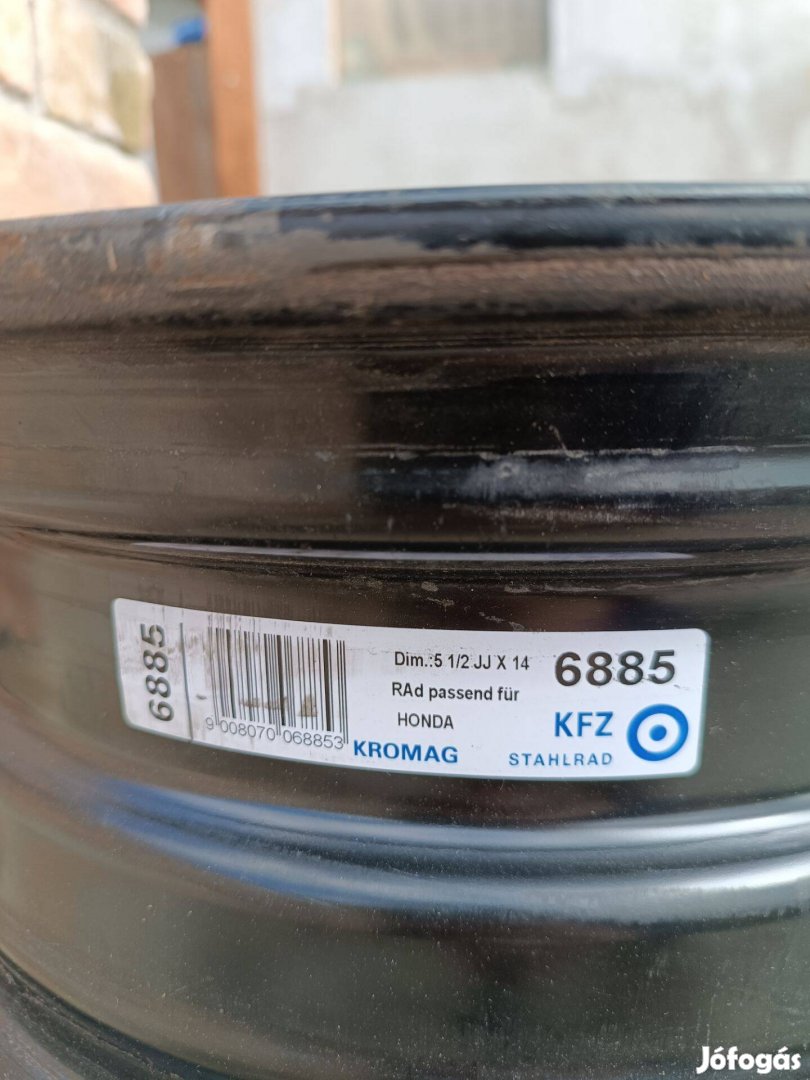 6885
9 008070 068853
Dim.:5 1/2 JJ X 14
RAd passend für
HONDA
KROMAG
6885
KFZ
STAHLRAD
Jófogás